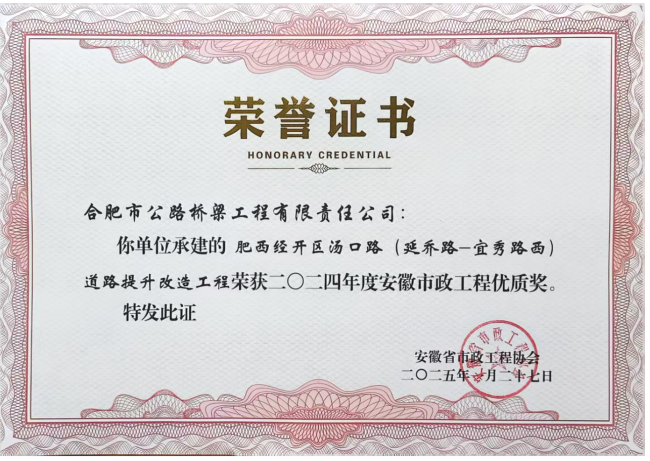 荣誉证书
HONORARY CREDENTIAL
合肥市公路桥梁工程有限责任公司：
你单位承建的 肥西经开区汤口路（延乔路-宜秀路西）
道路提升改造工程荣获二〇二四年度安徽市政工程优质奖。
特发此证
安徽省市政工程协会
二〇二五年一月二十七日